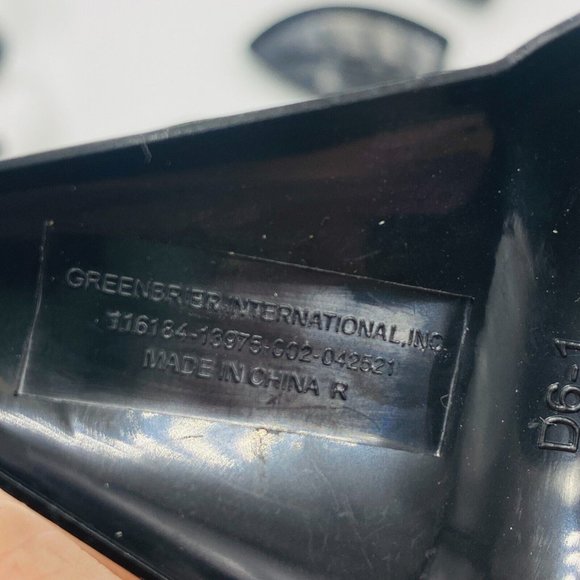 GREENBRIER INTERNATIONAL, INC.
116184-13975-002-042521
MADE IN CHINA R
D6-1